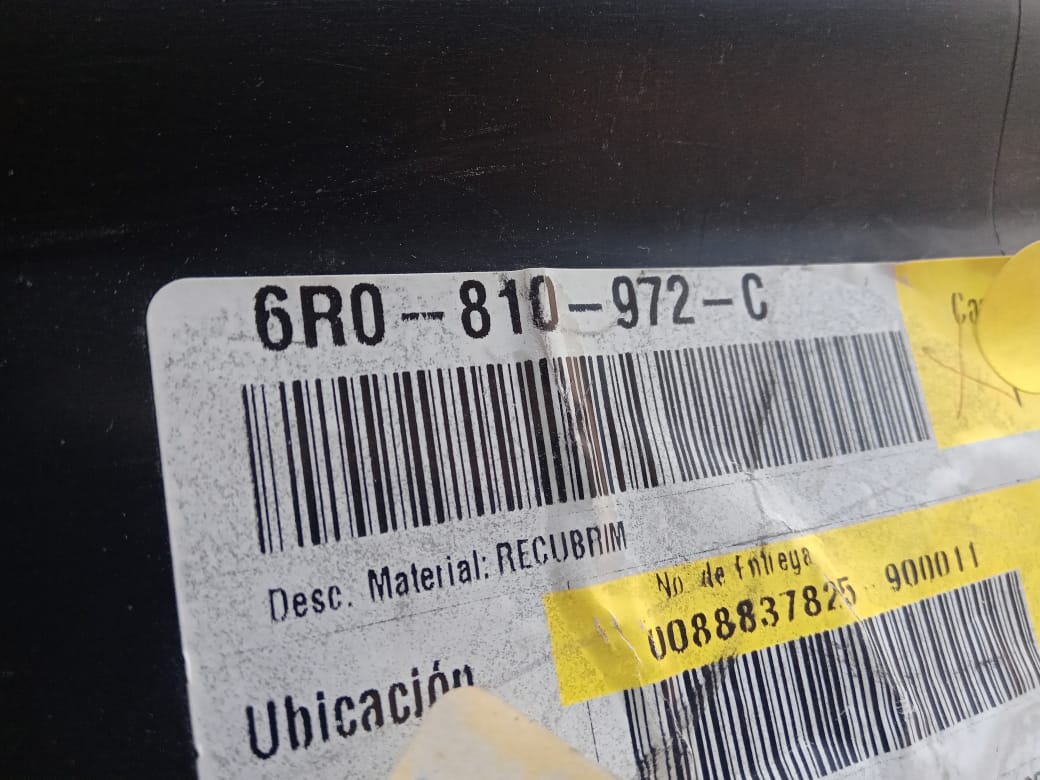 6R0-810-972-C
Desc. Material: RECUBRIM
No. de Entrega
0088837825 900011
Ubicación